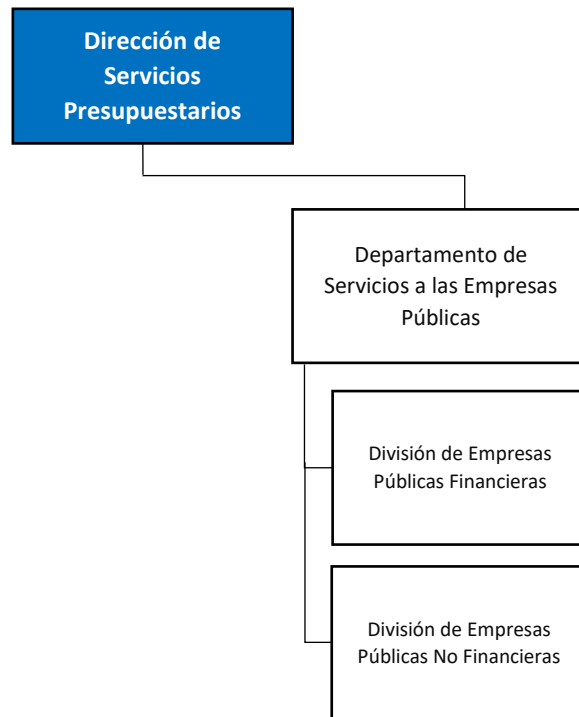 Dirección de
Servicios
Presupuestarios
Departamento de
Servicios a las Empresas
Públicas
División de Empresas
Públicas Financieras
División de Empresas
Públicas No Financieras